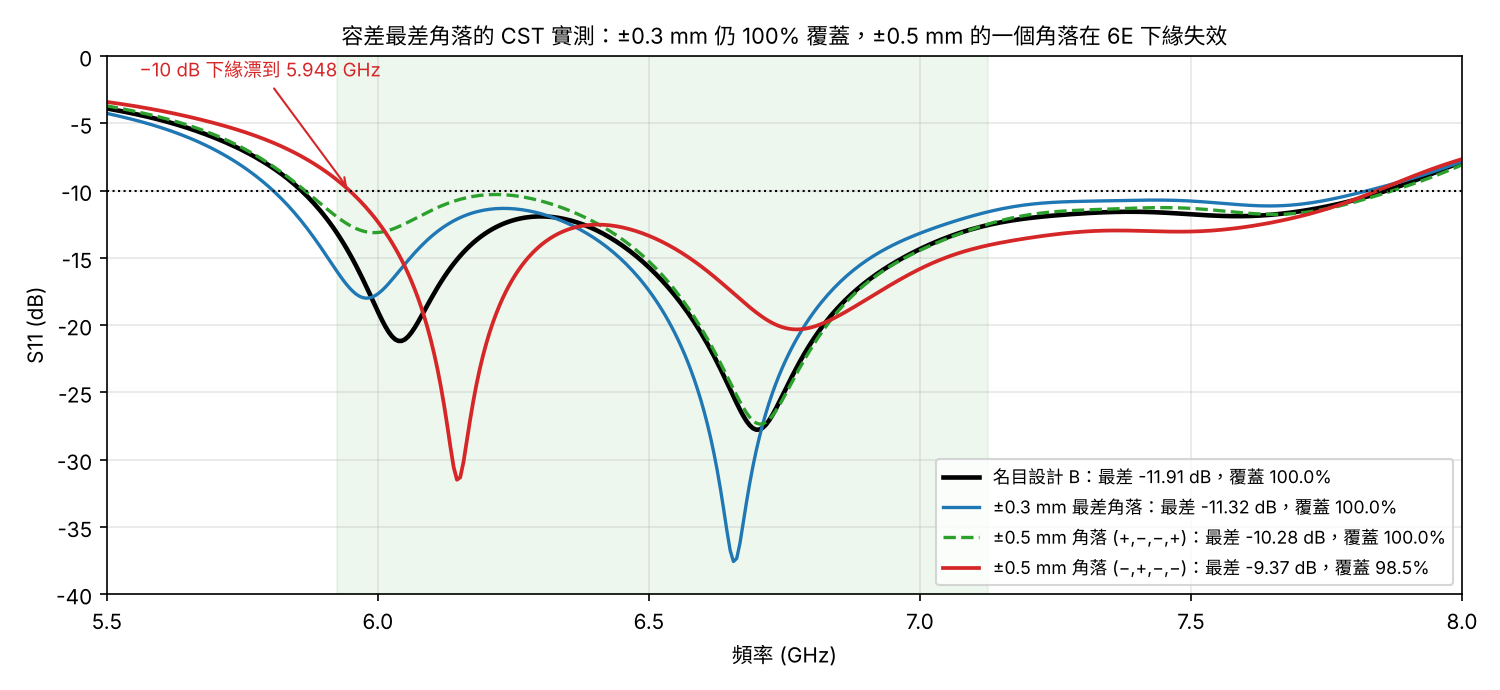 容差最差角落的 CST 實測：±0.3 mm 仍 100% 覆蓋，±0.5 mm 的一個角落在 6E 下緣失效
−10 dB 下緣漂到 5.948 GHz
0
-5
-10
-15
-20
-25
-30
-35
-40
S11 (dB)
名目設計 B：最差 -11.91 dB，覆蓋 100.0%
±0.3 mm 最差角落：最差 -11.32 dB，覆蓋 100.0%
±0.5 mm 角落 (+,−,−,+)：最差 -10.28 dB，覆蓋 100.0%
±0.5 mm 角落 (−,+,−,−)：最差 -9.37 dB，覆蓋 98.5%
5.5 6.0 6.5 7.0 7.5 8.0
頻率 (GHz)